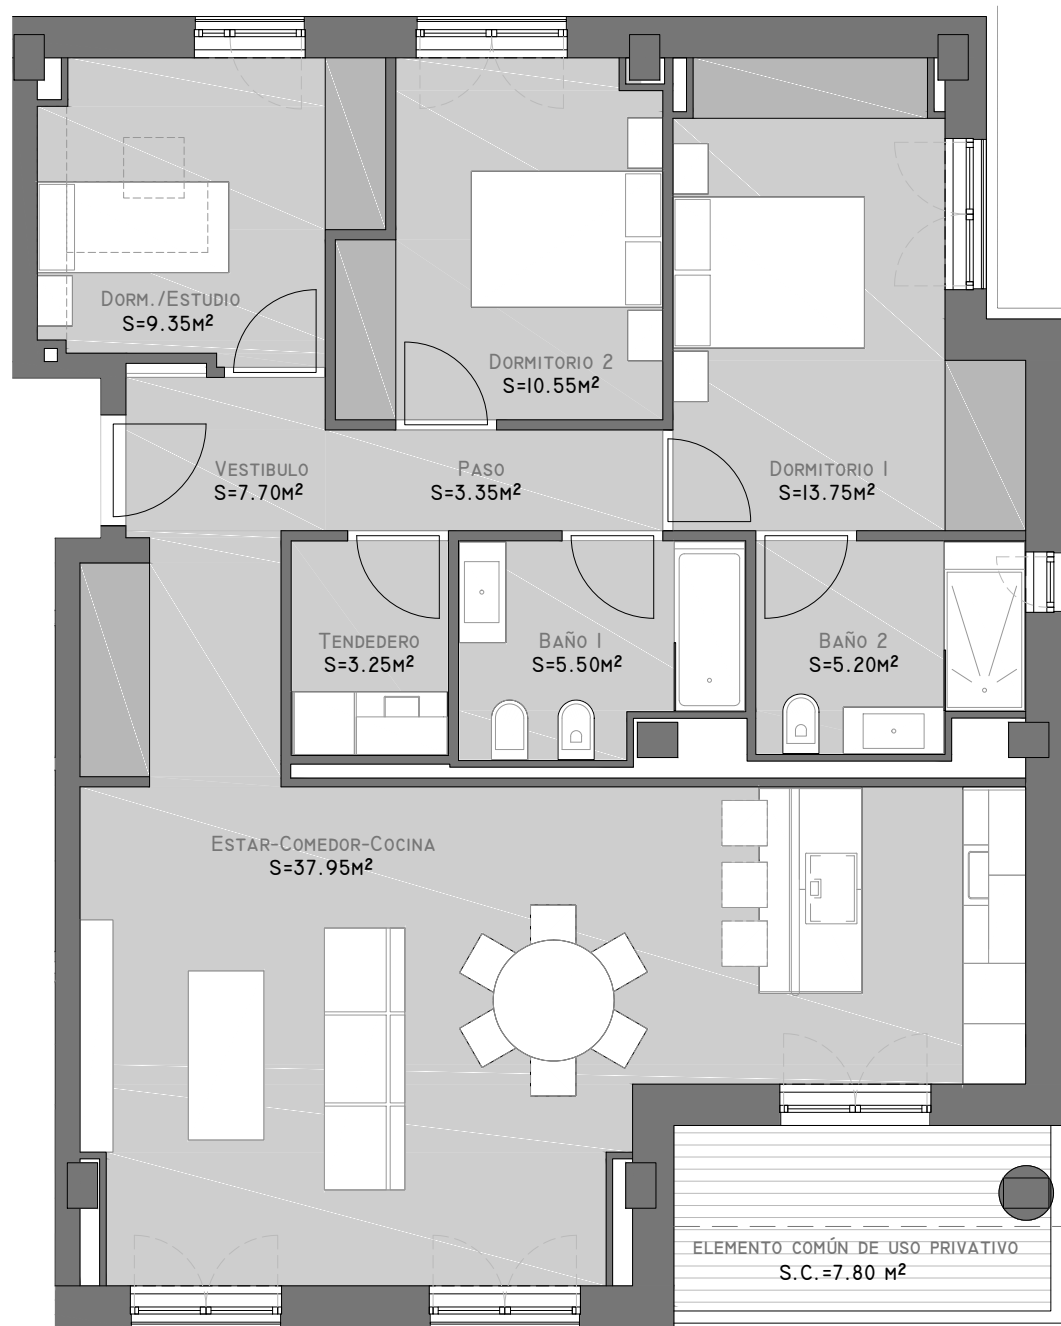 DORM./ESTUDIO
S=9.35M²
DORMITORIO 2
S=10.55M²
VESTIBULO
S=7.70M²
PASO
S=3.35M²
DORMITORIO 1
S=13.75M²
TENDEDERO
S=3.25M²
BAÑO 1
S=5.50M²
BAÑO 2
S=5.20M²
ESTAR-COMEDOR-COCINA
S=37.95M²
ELEMENTO COMÚN DE USO PRIVATIVO
S.C.=7.80 M²